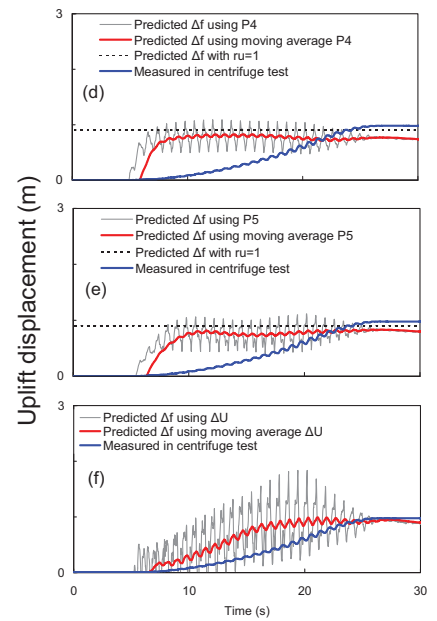 3
Predicted Δf using P4
Predicted Δf using moving average P4
Predicted Δf with ru=1
Measured in centrifuge test
(d)
0
3
Predicted Δf using P5
Predicted Δf using moving average P5
Predicted Δf with ru=1
Measured in centrifuge test
(e)
0
Uplift displacement (m)
3
Predicted Δf using ΔU
Predicted Δf using moving average ΔU
Measured in centrifuge test
(f)
0
0 10 20 30
Time (s)